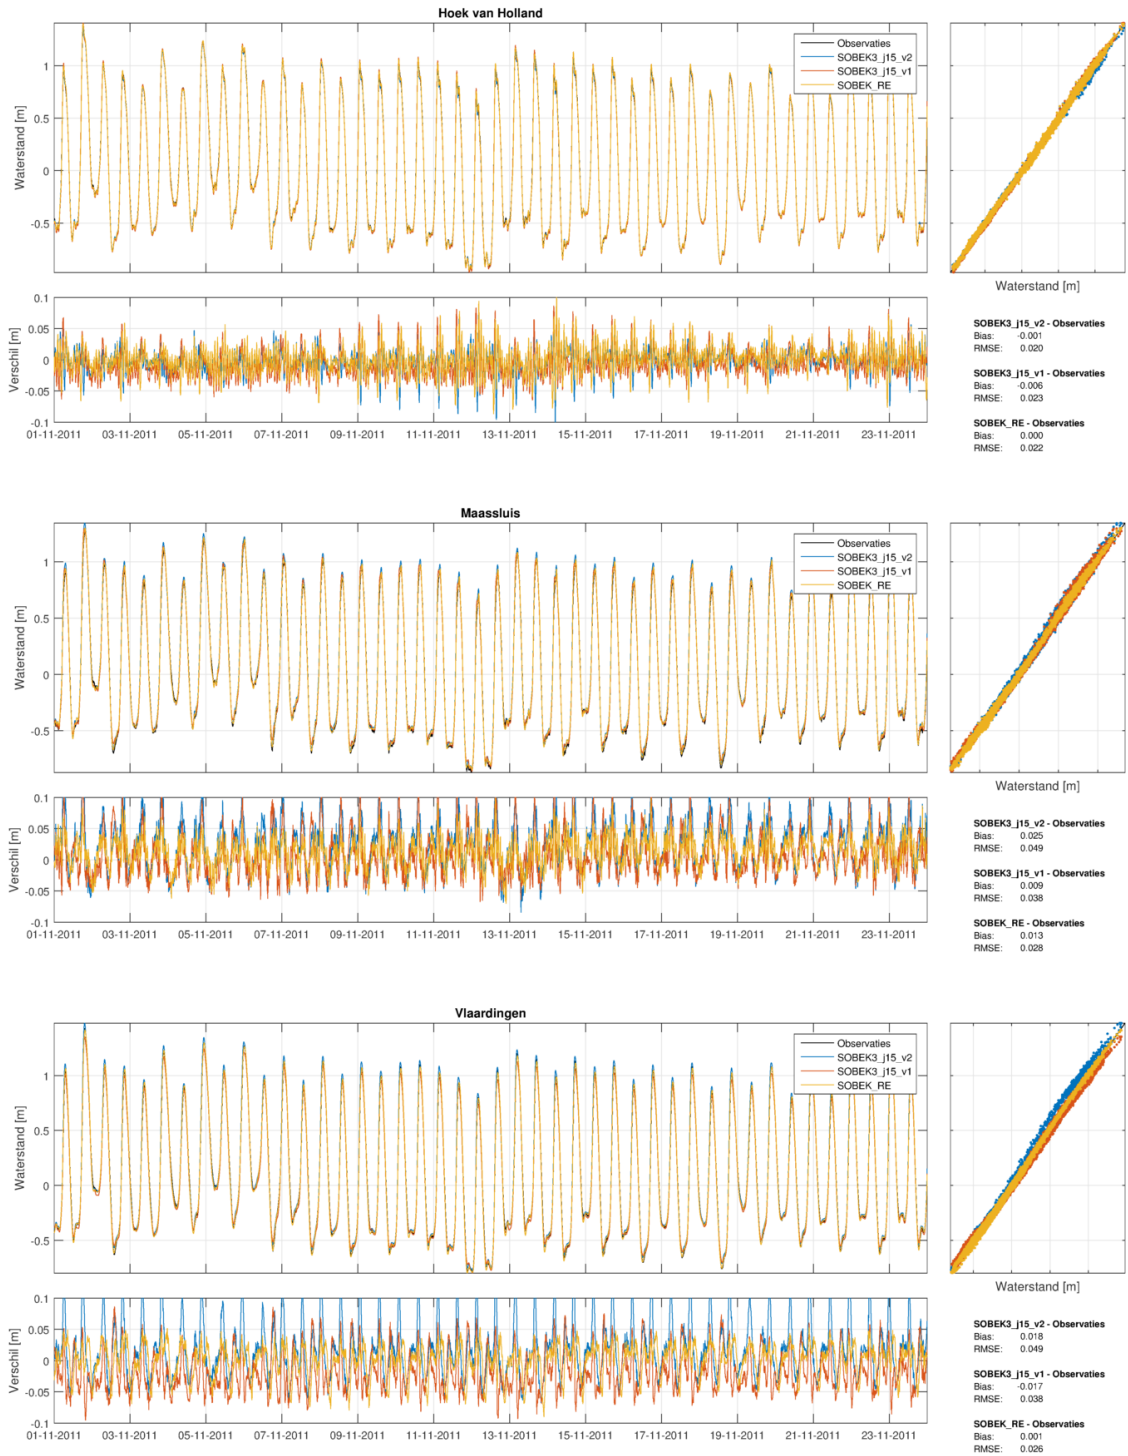 Hoek van Holland
Waterstand [m]
1
0.5
0
-0.5
Observaties
SOBEK3_j15_v2
SOBEK3_j15_v1
SOBEK_RE
Waterstand [m]
Verschil [m]
0.1
0.05
0
-0.05
-0.1
01-11-2011 03-11-2011 05-11-2011 07-11-2011 09-11-2011 11-11-2011 13-11-2011 15-11-2011 17-11-2011 19-11-2011 21-11-2011 23-11-2011
SOBEK3_j15_v2 - Observaties
Bias: -0.001
RMSE: 0.020
SOBEK3_j15_v1 - Observaties
Bias: -0.006
RMSE: 0.023
SOBEK_RE - Observaties
Bias: 0.000
RMSE: 0.022
Maassluis
Waterstand [m]
1
0.5
0
-0.5
Observaties
SOBEK3_j15_v2
SOBEK3_j15_v1
SOBEK_RE
Waterstand [m]
Verschil [m]
0.1
0.05
0
-0.05
-0.1
01-11-2011 03-11-2011 05-11-2011 07-11-2011 09-11-2011 11-11-2011 13-11-2011 15-11-2011 17-11-2011 19-11-2011 21-11-2011 23-11-2011
SOBEK3_j15_v2 - Observaties
Bias: 0.025
RMSE: 0.049
SOBEK3_j15_v1 - Observaties
Bias: 0.009
RMSE: 0.038
SOBEK_RE - Observaties
Bias: 0.013
RMSE: 0.028
Vlaardingen
Waterstand [m]
1
0.5
0
-0.5
Observaties
SOBEK3_j15_v2
SOBEK3_j15_v1
SOBEK_RE
Waterstand [m]
Verschil [m]
0.1
0.05
0
-0.05
-0.1
01-11-2011 03-11-2011 05-11-2011 07-11-2011 09-11-2011 11-11-2011 13-11-2011 15-11-2011 17-11-2011 19-11-2011 21-11-2011 23-11-2011
SOBEK3_j15_v2 - Observaties
Bias: 0.018
RMSE: 0.049
SOBEK3_j15_v1 - Observaties
Bias: -0.017
RMSE: 0.038
SOBEK_RE - Observaties
Bias: 0.001
RMSE: 0.026